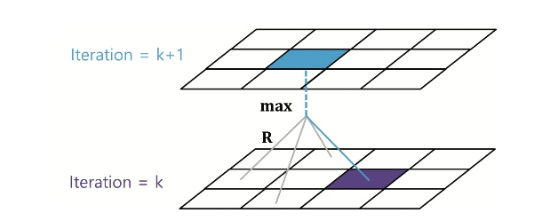 Iteration = k+1
max
R
Iteration = k